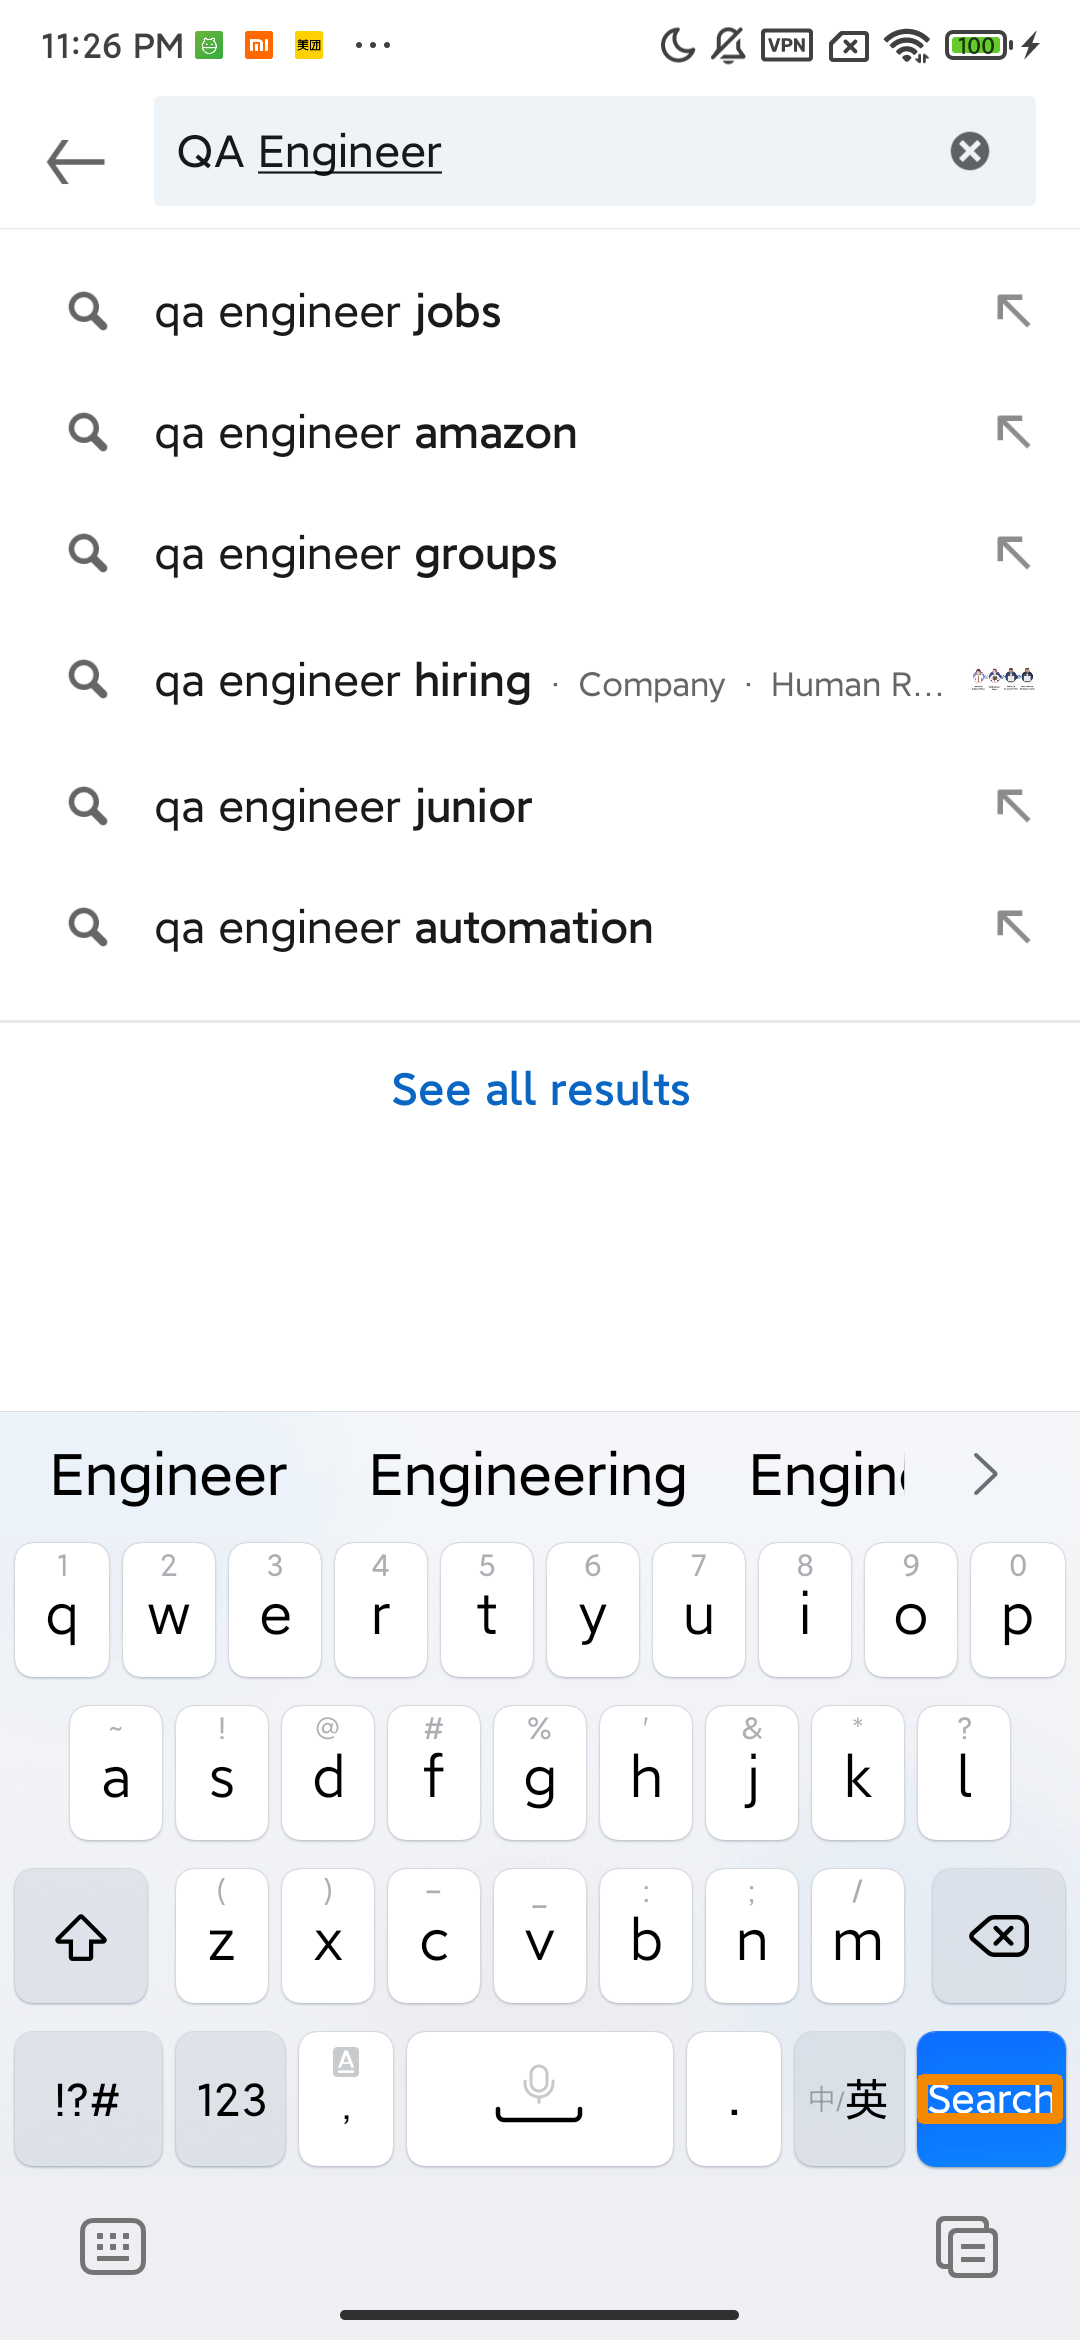 11:26 PM mi 美团 ... VPN 100
QA Engineer
qa engineer jobs
qa engineer amazon
qa engineer groups
qa engineer hiring · Company · Human R...
qa engineer junior
qa engineer automation
See all results
Engineer Engineering
1 2 3 4 5 6 7 8 9 0
q w e r t y u i o p
~ ! @ # % ' & * ?
a s d f g h j k l
( ) – _ : ; /
z x c v b n m
!?# 123 , . 中/英 Search